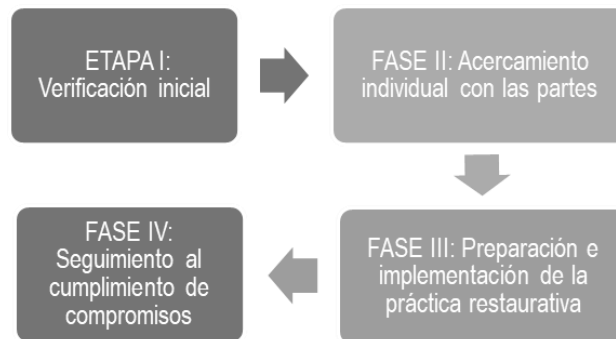 ETAPA I:
Verificación inicial
FASE II: Acercamiento
individual con las partes
FASE III: Preparación e
implementación de la
práctica restaurativa
FASE IV:
Seguimiento al
cumplimiento de
compromisos